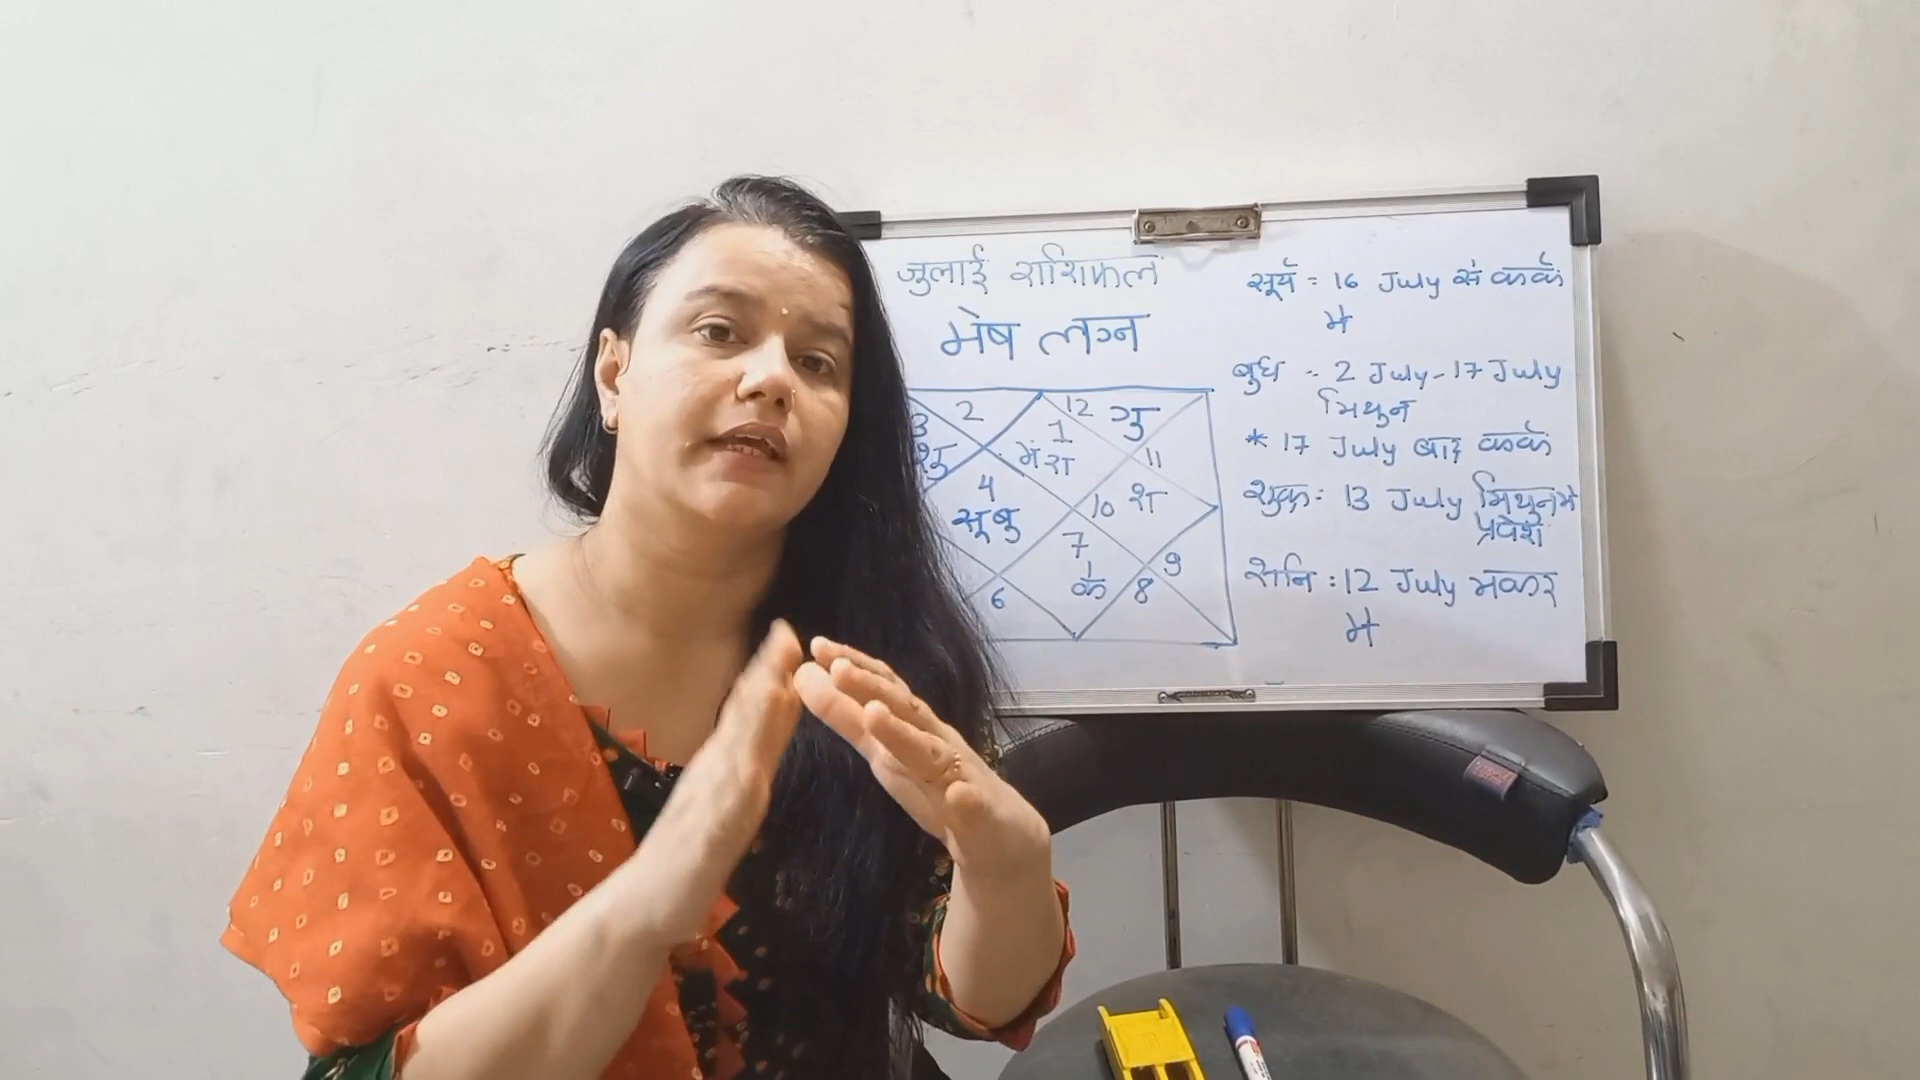 जुलाई राशिफल
मेष लग्न
2
12 गु
3
1
शु
मं रा
11
4
10 श
सू बु
7
के
9
6
8
सूर्य = 16 July से कर्क
में
बुध - 2 July - 17 July
मिथुन
* 17 July बाद कर्क
शुक्र: 13 July मिथुन में
प्रवेश
शनि : 12 July मकर
में